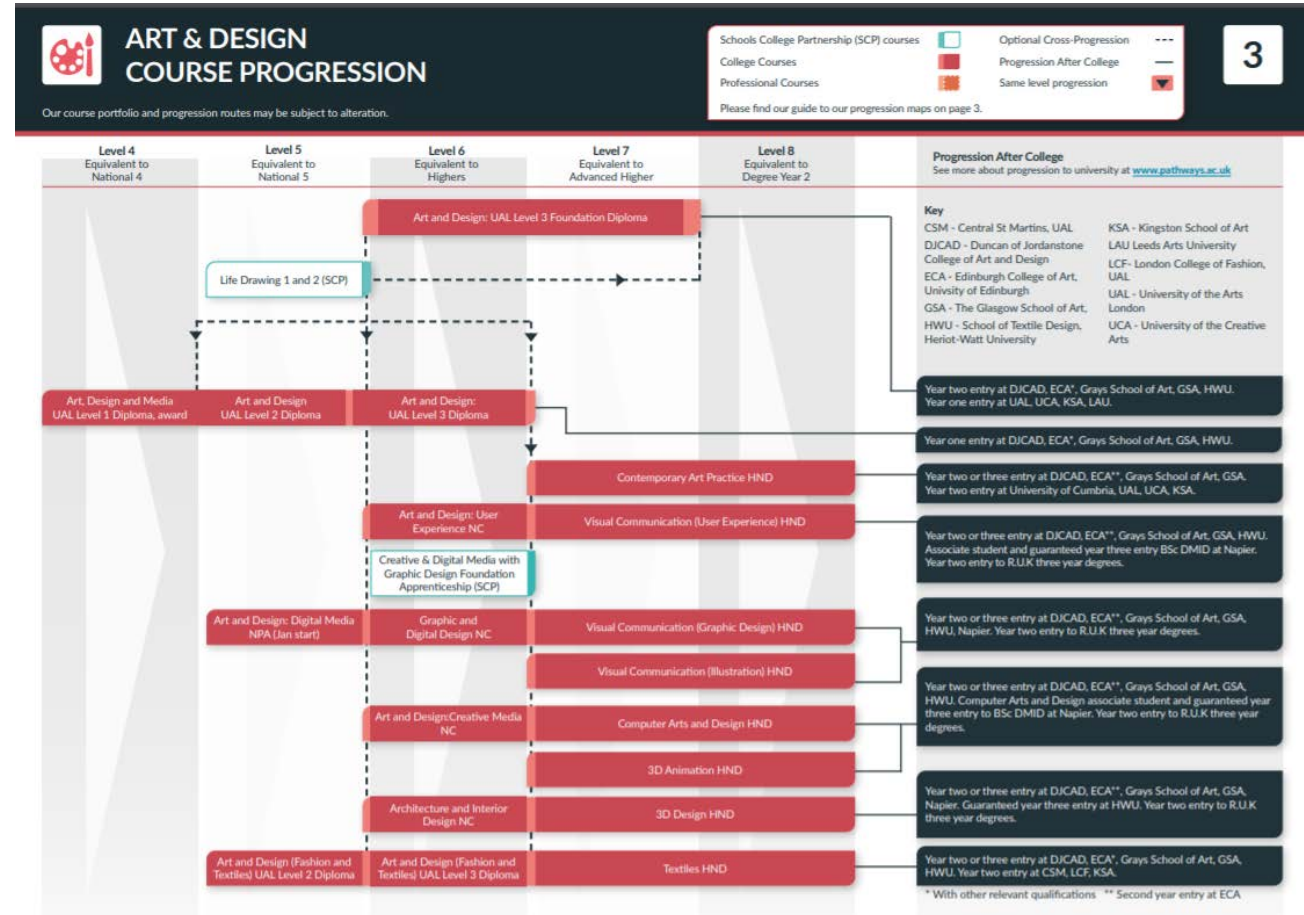 ART & DESIGN
COURSE PROGRESSION
Our course portfolio and progression routes may be subject to alteration.
Schools College Partnership (SCP) courses
College Courses
Professional Courses
Optional Cross-Progression
Progression After College
Same level progression
Please find our guide to our progression maps on page 3.
3
Level 4
Equivalent to
National 4
Level 5
Equivalent to
National 5
Level 6
Equivalent to
Highers
Level 7
Equivalent to
Advanced Higher
Level 8
Equivalent to
Degree Year 2
Progression After College
See more about progression to university at www.pathways.ac.uk
Key
CSM - Central St Martins, UAL
DJCAD - Duncan of Jordanstone
College of Art and Design
ECA - Edinburgh College of Art,
Univsity of Edinburgh
GSA - The Glasgow School of Art,
HWU - School of Textile Design,
Heriot-Watt University
KSA - Kingston School of Art
LAU Leeds Arts University
LCF- London College of Fashion,
UAL
UAL - University of the Arts
London
UCA - University of the Creative
Arts
Art and Design: UAL Level 3 Foundation Diploma
Life Drawing 1 and 2 (SCP)
Year two entry at DJCAD, ECA*, Grays School of Art, GSA, HWU.
Year one entry at UAL, UCA, KSA, LAU.
Art, Design and Media
UAL Level 1 Diploma, award
Art and Design
UAL Level 2 Diploma
Art and Design:
UAL Level 3 Diploma
Year one entry at DJCAD, ECA*, Grays School of Art, GSA, HWU.
Contemporary Art Practice HND
Year two or three entry at DJCAD, ECA**, Grays School of Art, GSA.
Year two entry at University of Cumbria, UAL, UCA, KSA.
Art and Design: User
Experience NC
Visual Communication (User Experience) HND
Year two or three entry at DJCAD, ECA**, Grays School of Art, GSA, HWU.
Associate student and guaranteed year three entry BSc DMID at Napier.
Year two entry to R.U.K three year degrees.
Creative & Digital Media with
Graphic Design Foundation
Apprenticeship (SCP)
Art and Design: Digital Media
NPA (Jan start)
Graphic and
Digital Design NC
Visual Communication (Graphic Design) HND
Year two or three entry at DJCAD, ECA**, Grays School of Art, GSA,
HWU, Napier. Year two entry to R.U.K three year degrees.
Visual Communication (Illustration) HND
Year two or three entry at DJCAD, ECA**, Grays School of Art, GSA,
HWU. Computer Arts and Design associate student and guaranteed year
three entry to BSc DMID at Napier. Year two entry to R.U.K three year
degrees.
Art and Design:Creative Media
NC
Computer Arts and Design HND
3D Animation HND
Architecture and Interior
Design NC
3D Design HND
Year two or three entry at DJCAD, ECA**, Grays School of Art, GSA,
Napier. Guaranteed year three entry at HWU. Year two entry to R.U.K
three year degrees.
Art and Design (Fashion and
Textiles) UAL Level 2 Diploma
Art and Design (Fashion and
Textiles) UAL Level 3 Diploma
Textiles HND
Year two or three entry at DJCAD, ECA*, Grays School of Art, GSA,
HWU. Year two entry at CSM, LCF, KSA.
* With other relevant qualifications ** Second year entry at ECA